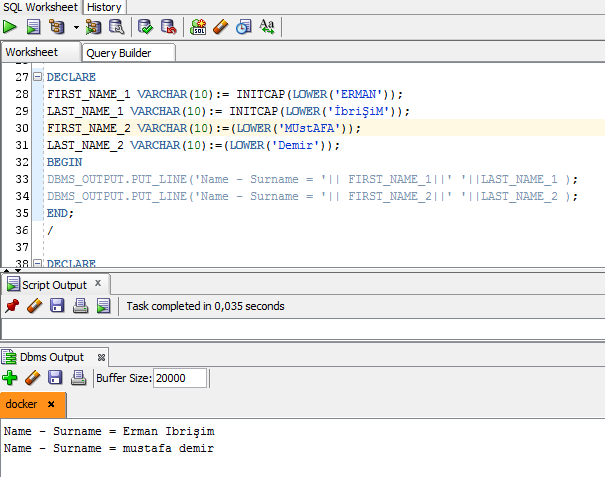 SQL Worksheet History
Worksheet Query Builder
27 DECLARE
28 FIRST_NAME_1 VARCHAR(10):= INITCAP(LOWER('ERMAN'));
29 LAST_NAME_1 VARCHAR(10):= INITCAP(LOWER('İbriŞiM'));
30 FIRST_NAME_2 VARCHAR(10):=(LOWER('MUstAFA'));
31 LAST_NAME_2 VARCHAR(10):=(LOWER('Demir'));
32 BEGIN
33 DBMS_OUTPUT.PUT_LINE('Name - Surname = '|| FIRST_NAME_1||' '||LAST_NAME_1 );
34 DBMS_OUTPUT.PUT_LINE('Name - Surname = '|| FIRST_NAME_2||' '||LAST_NAME_2 );
35 END;
36 /
37
38 DECLARE
Script Output x
Task completed in 0,035 seconds
Dbms Output
Buffer Size: 20000
docker
Name - Surname = Erman Ibrişim
Name - Surname = mustafa demir